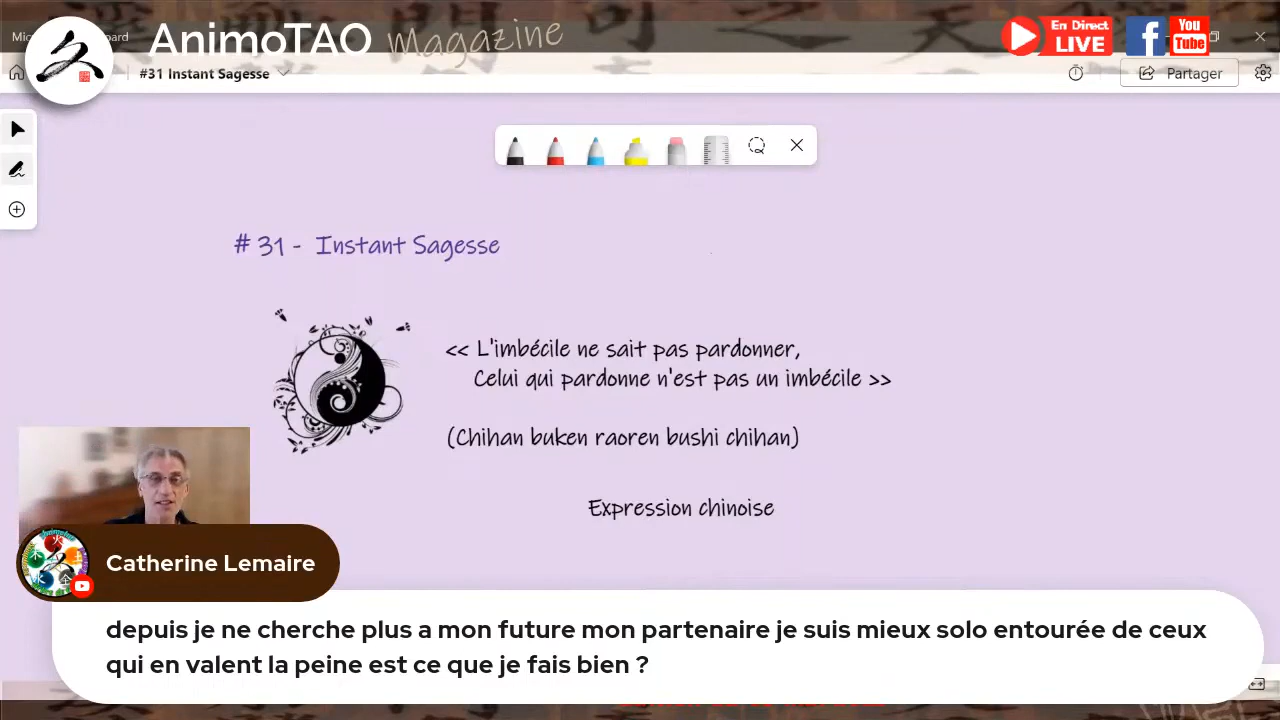 AnimoTAO Magazine
En Direct
LIVE
You
Tube
#31 Instant Sagesse
Partager
# 31 - Instant Sagesse
<< L'imbécile ne sait pas pardonner,
Celui qui pardonne n'est pas un imbécile >>
(Chihan buken raoren bushi chihan)
Expression chinoise
Catherine Lemaire
depuis je ne cherche plus a mon future mon partenaire je suis mieux solo entourée de ceux
qui en valent la peine est ce que je fais bien ?